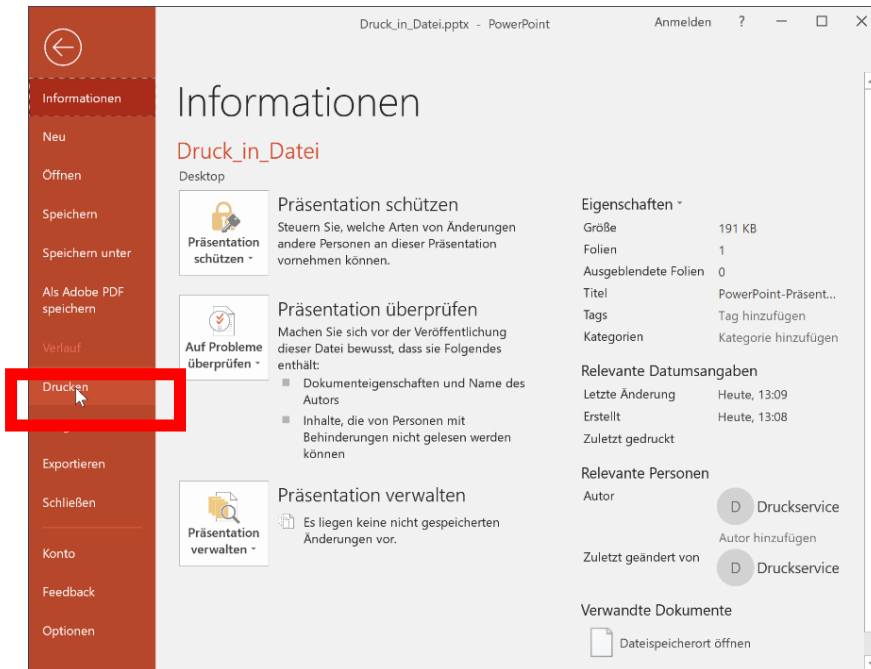 Druck_in_Datei.pptx - PowerPoint
Anmelden ?
Informationen
Neu
Öffnen
Speichern
Speichern unter
Als Adobe PDF
speichern
Verlauf
Drucken
Exportieren
Schließen
Konto
Feedback
Optionen
Informationen
Druck_in_Datei
Desktop
Präsentation
schützen
Präsentation schützen
Steuern Sie, welche Arten von Änderungen
andere Personen an dieser Präsentation
vornehmen können.
Auf Probleme
überprüfen
Präsentation überprüfen
Machen Sie sich vor der Veröffentlichung
dieser Datei bewusst, dass sie Folgendes
enthält:
Dokumenteigenschaften und Name des
Autors
Inhalte, die von Personen mit
Behinderungen nicht gelesen werden
können
Präsentation
verwalten
Präsentation verwalten
Es liegen keine nicht gespeicherten
Änderungen vor.
Eigenschaften
Größe 191 KB
Folien 1
Ausgeblendete Folien 0
Titel PowerPoint-Präsent...
Tags Tag hinzufügen
Kategorien Kategorie hinzufügen
Relevante Datumsangaben
Letzte Änderung Heute, 13:09
Erstellt Heute, 13:08
Zuletzt gedruckt
Relevante Personen
Autor
D Druckservice
Autor hinzufügen
Zuletzt geändert von
D Druckservice
Verwandte Dokumente
Dateispeicherort öffnen